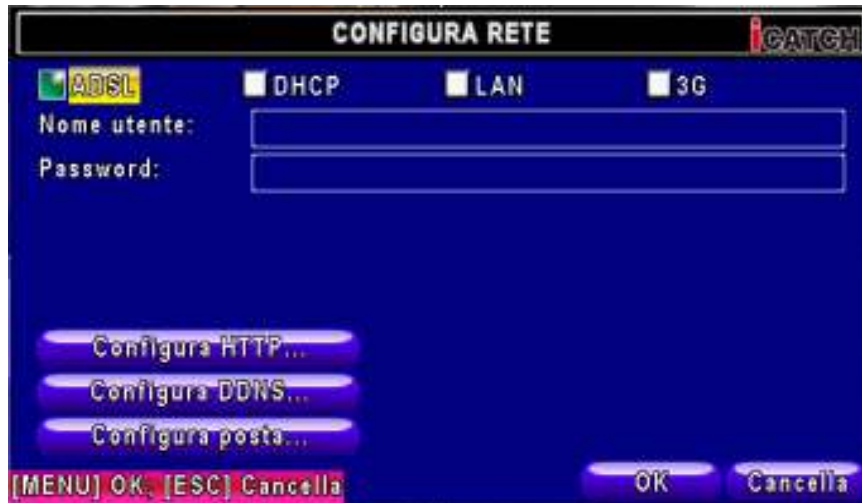 CONFIGURA RETE iCATCH
ADSL DHCP LAN 3G
Nome utente:
Password:
Configura HTTP...
Configura DDNS...
Configura posta...
[MENU] OK, [ESC] Cancella OK Cancella